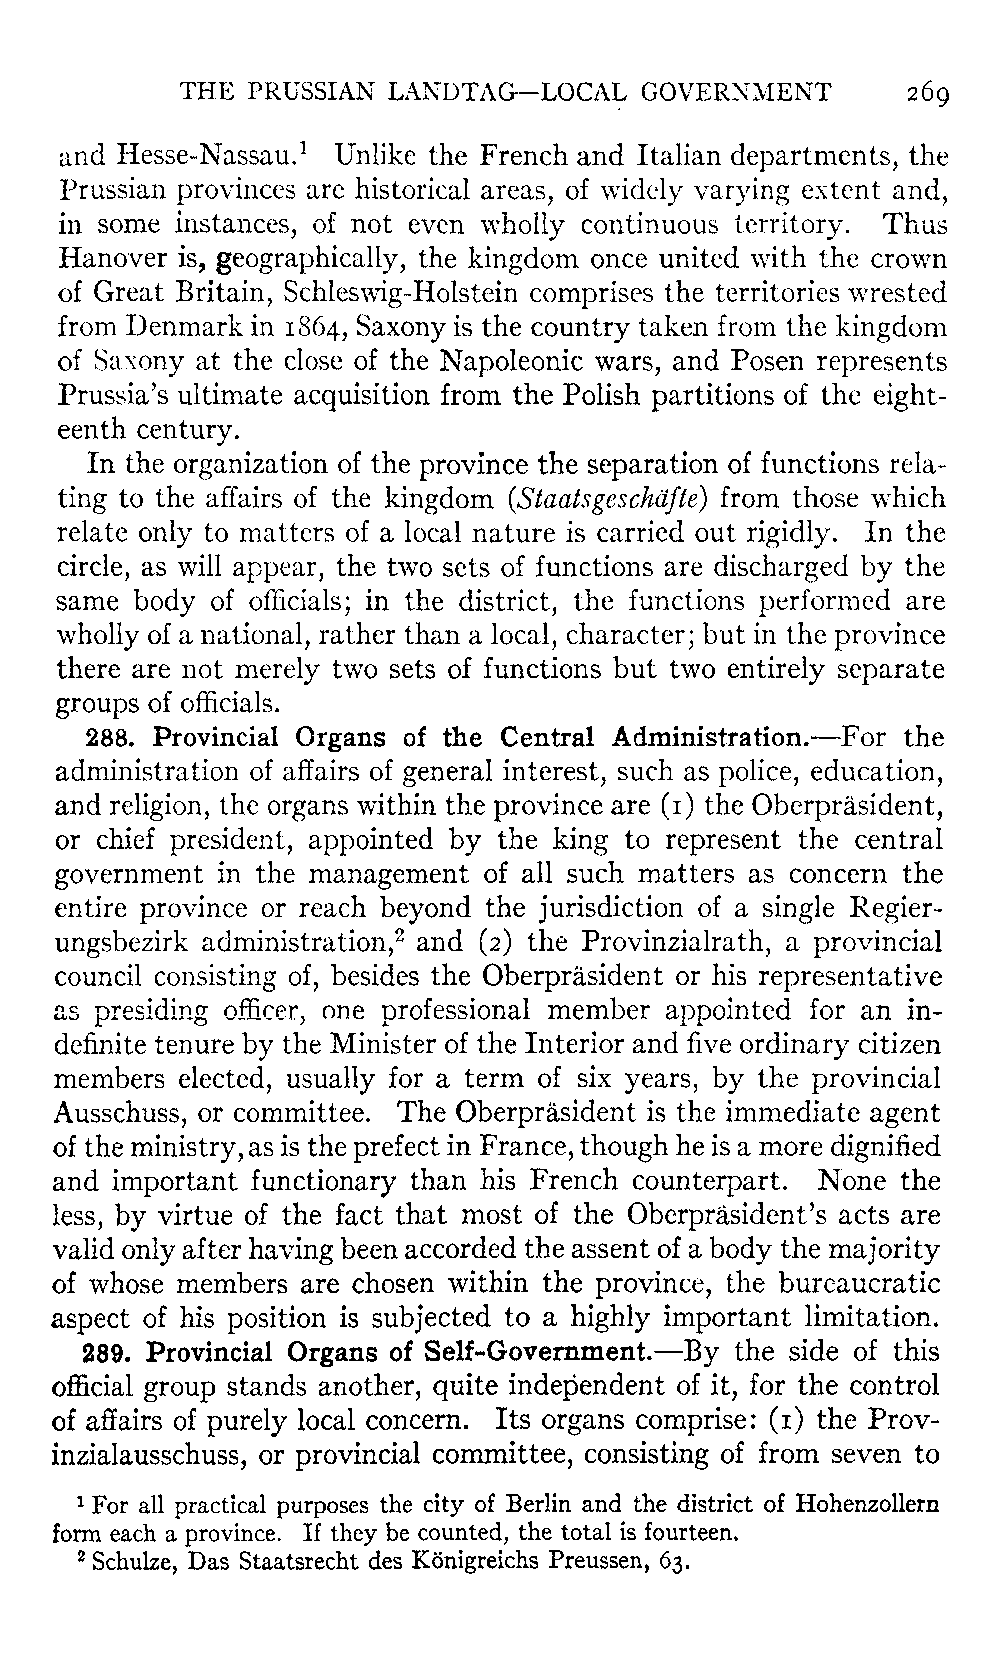 THE PRUSSIAN LANDTAG—LOCAL GOVERNMENT 269
and Hesse-Nassau.¹ Unlike the French and Italian departments, the
Prussian provinces are historical areas, of widely varying extent and,
in some instances, of not even wholly continuous territory. Thus
Hanover is, geographically, the kingdom once united with the crown
of Great Britain, Schleswig-Holstein comprises the territories wrested
from Denmark in 1864, Saxony is the country taken from the kingdom
of Saxony at the close of the Napoleonic wars, and Posen represents
Prussia's ultimate acquisition from the Polish partitions of the eight-
eenth century.
In the organization of the province the separation of functions rela-
ting to the affairs of the kingdom (Staatsgeschäfte) from those which
relate only to matters of a local nature is carried out rigidly. In the
circle, as will appear, the two sets of functions are discharged by the
same body of officials; in the district, the functions performed are
wholly of a national, rather than a local, character; but in the province
there are not merely two sets of functions but two entirely separate
groups of officials.
288. Provincial Organs of the Central Administration.—For the
administration of affairs of general interest, such as police, education,
and religion, the organs within the province are (1) the Oberpräsident,
or chief president, appointed by the king to represent the central
government in the management of all such matters as concern the
entire province or reach beyond the jurisdiction of a single Regier-
ungsbezirk administration,² and (2) the Provinzialrath, a provincial
council consisting of, besides the Oberpräsident or his representative
as presiding officer, one professional member appointed for an in-
definite tenure by the Minister of the Interior and five ordinary citizen
members elected, usually for a term of six years, by the provincial
Ausschuss, or committee. The Oberpräsident is the immediate agent
of the ministry, as is the prefect in France, though he is a more dignified
and important functionary than his French counterpart. None the
less, by virtue of the fact that most of the Oberpräsident's acts are
valid only after having been accorded the assent of a body the majority
of whose members are chosen within the province, the bureaucratic
aspect of his position is subjected to a highly important limitation.
289. Provincial Organs of Self-Government.—By the side of this
official group stands another, quite independent of it, for the control
of affairs of purely local concern. Its organs comprise: (1) the Prov-
inzialausschuss, or provincial committee, consisting of from seven to
¹ For all practical purposes the city of Berlin and the district of Hohenzollern
form each a province. If they be counted, the total is fourteen.
² Schulze, Das Staatsrecht des Königreichs Preussen, 63.